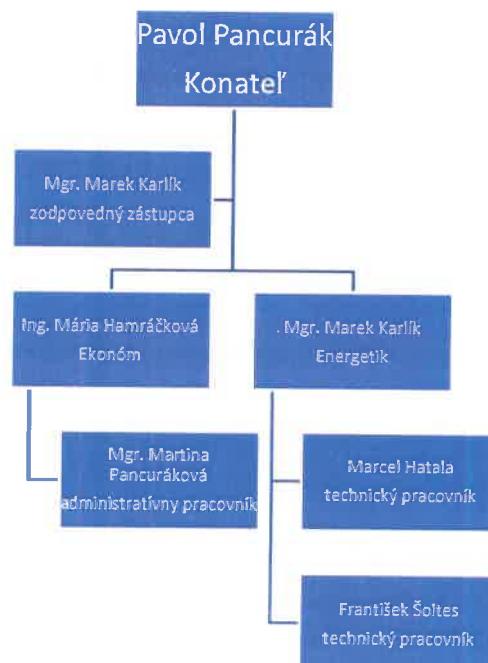 Pavol Pancurák
Konateľ
Mgr. Marek Karlík
zodpovedný zástupca
Ing. Mária Hamráčková
Ekonóm
. Mgr. Marek Karlík
Energetik
Mgr. Martina
Pancuráková
administratívny pracovník
Marcel Hatala
technický pracovník
František Šoltes
technický pracovník